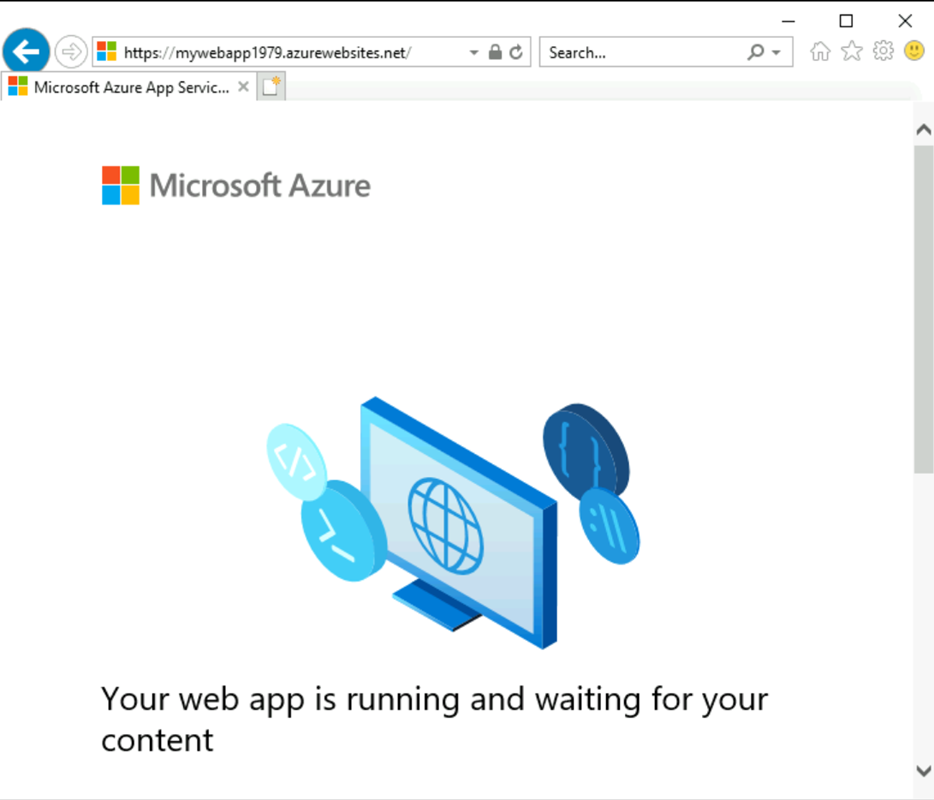 https://mywebapp1979.azurewebsites.net/
Search...
Microsoft Azure App Servic...
Microsoft Azure
</>
>_
{ }
:\\
Your web app is running and waiting for your
content